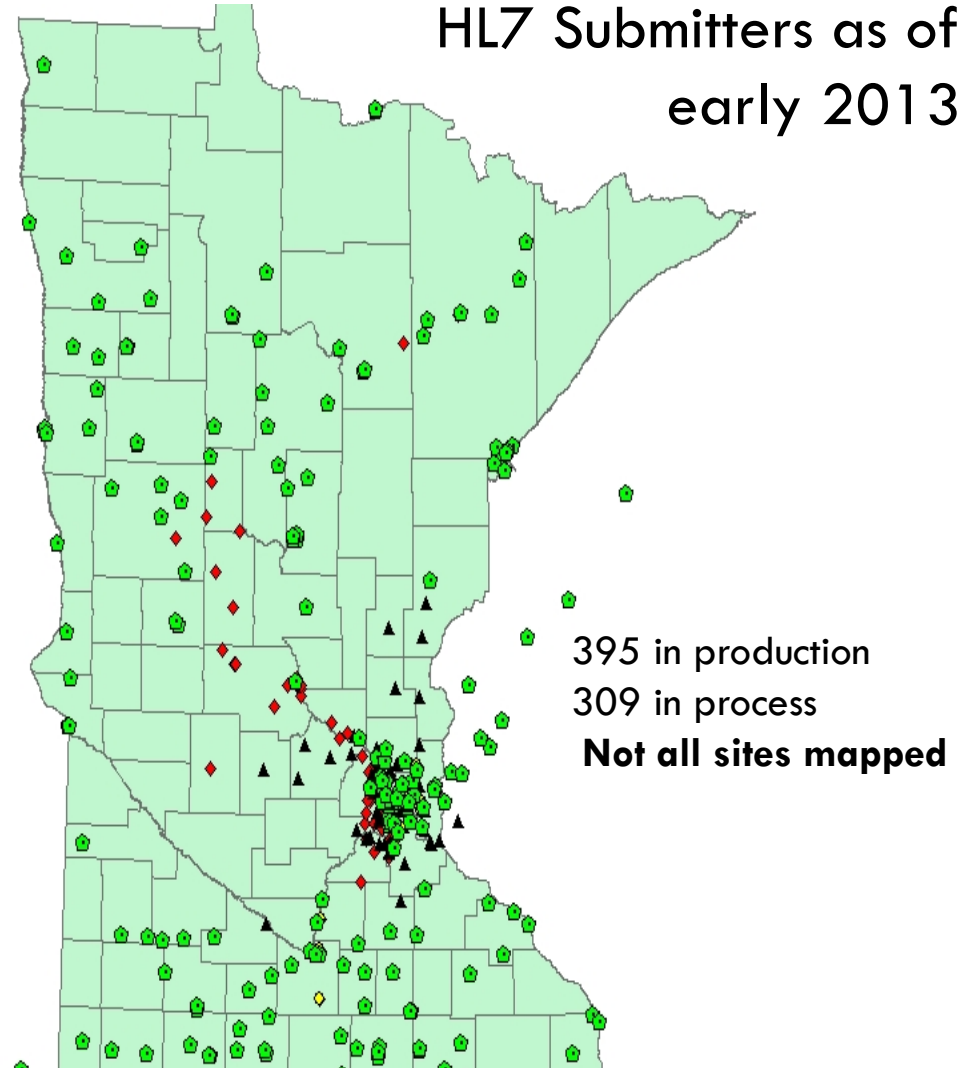 HL7 Submitters as of
early 2013
395 in production
309 in process
Not all sites mapped